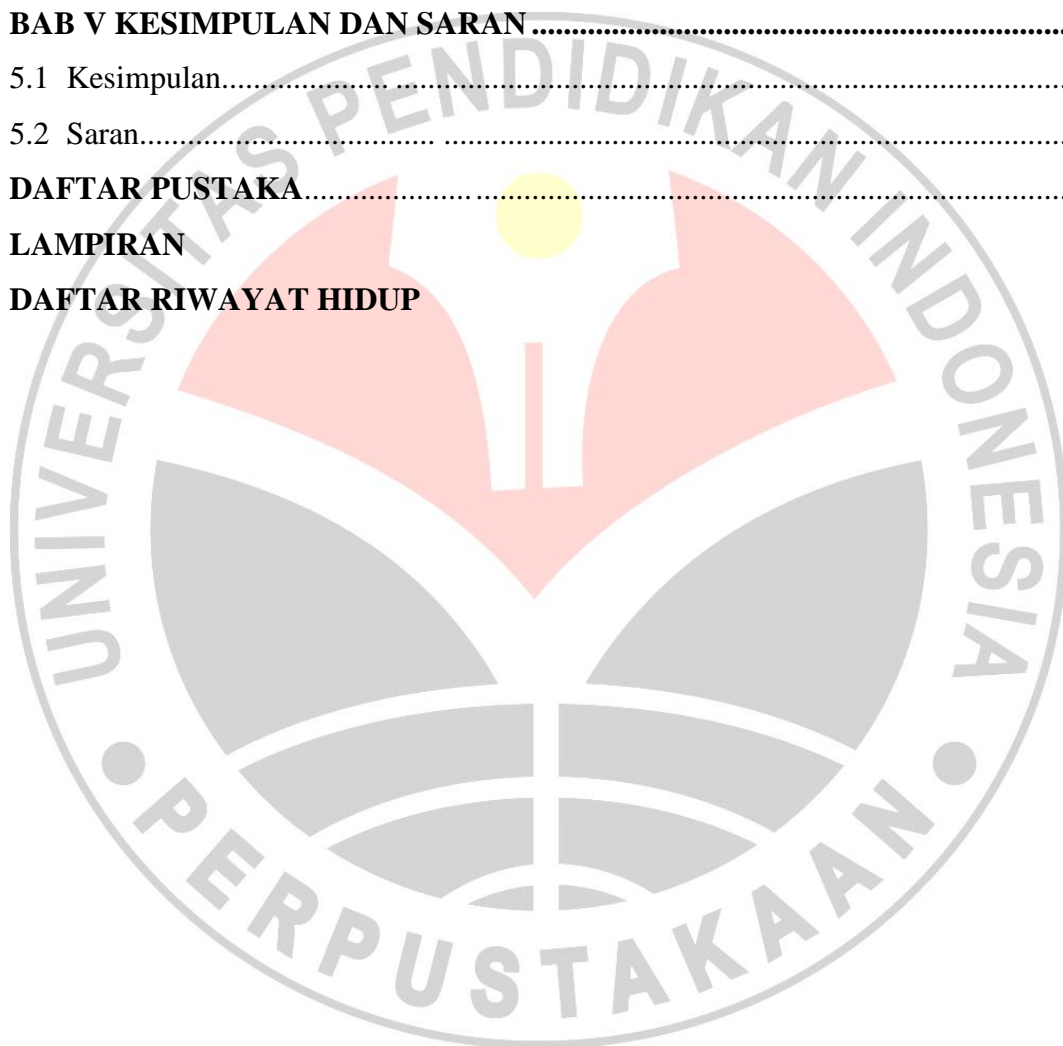 BAB V KESIMPULAN DAN SARAN ....................................................................
5.1 Kesimpulan..................... ....................................................................................
5.2 Saran..................................... ..............................................................................
DAFTAR PUSTAKA..................... ..........................................................................
LAMPIRAN
DAFTAR RIWAYAT HIDUP
UNIVERSITAS PENDIDIKAN INDONESIA
PERPUSTAKAAN